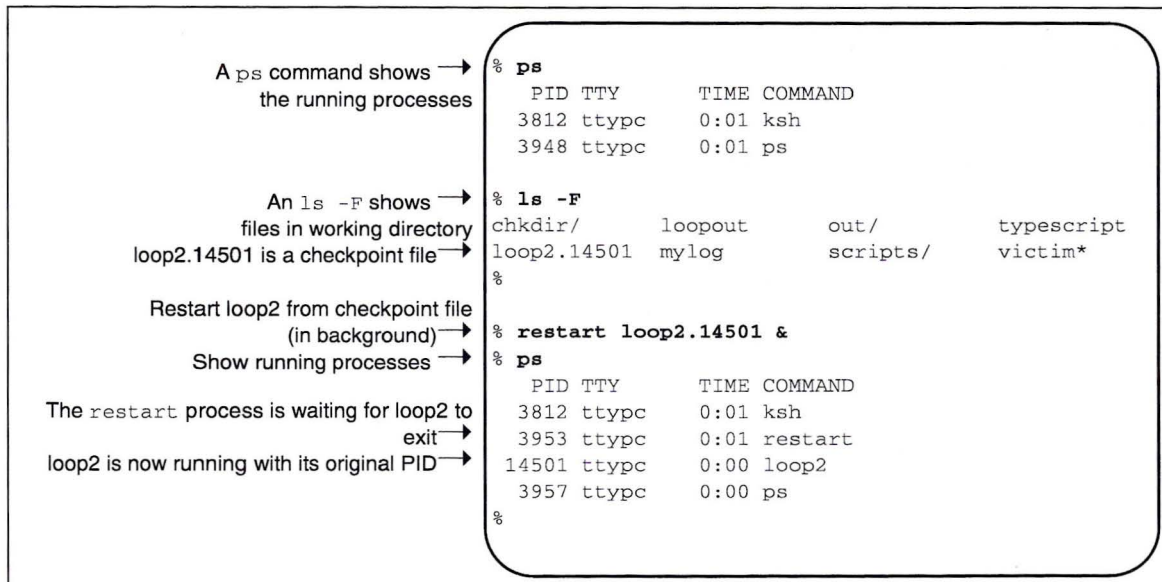 A ps command shows
the running processes
% ps
PID TTY TIME COMMAND
3812 ttypc 0:01 ksh
3948 ttypc 0:01 ps
An ls -F shows
files in working directory
loop2.14501 is a checkpoint file
% ls -F
chkdir/ loopout out/ typescript
loop2.14501 mylog scripts/ victim*
%
Restart loop2 from checkpoint file
(in background)
% restart loop2.14501 &
Show running processes
% ps
PID TTY TIME COMMAND
3812 ttypc 0:01 ksh
The restart process is waiting for loop2 to
exit
3953 ttypc 0:01 restart
loop2 is now running with its original PID
14501 ttypc 0:00 loop2
3957 ttypc 0:00 ps
%